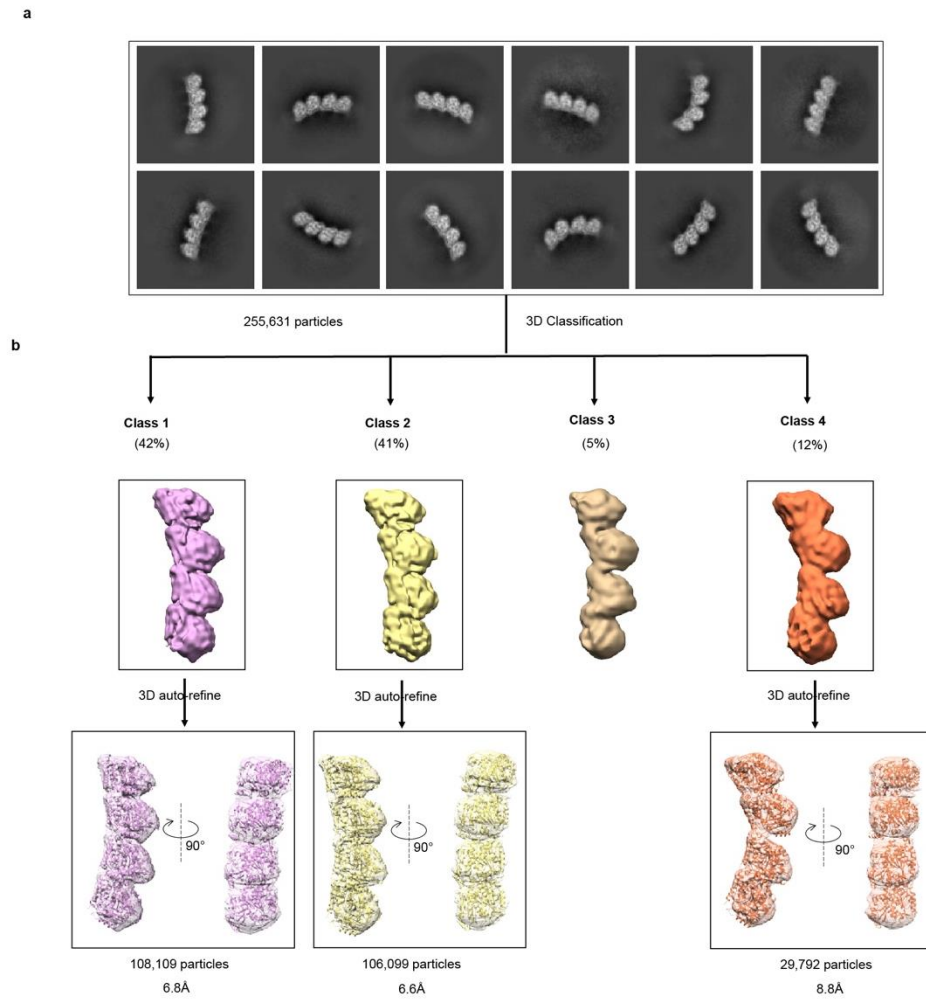 a
255,631 particles 3D Classification
b
Class 1 Class 2 Class 3 Class 4
(42%) (41%) (5%) (12%)
3D auto-refine 3D auto-refine 3D auto-refine
90° 90° 90°
108,109 particles 106,099 particles 29,792 particles
6.8Å 6.6Å 8.8Å